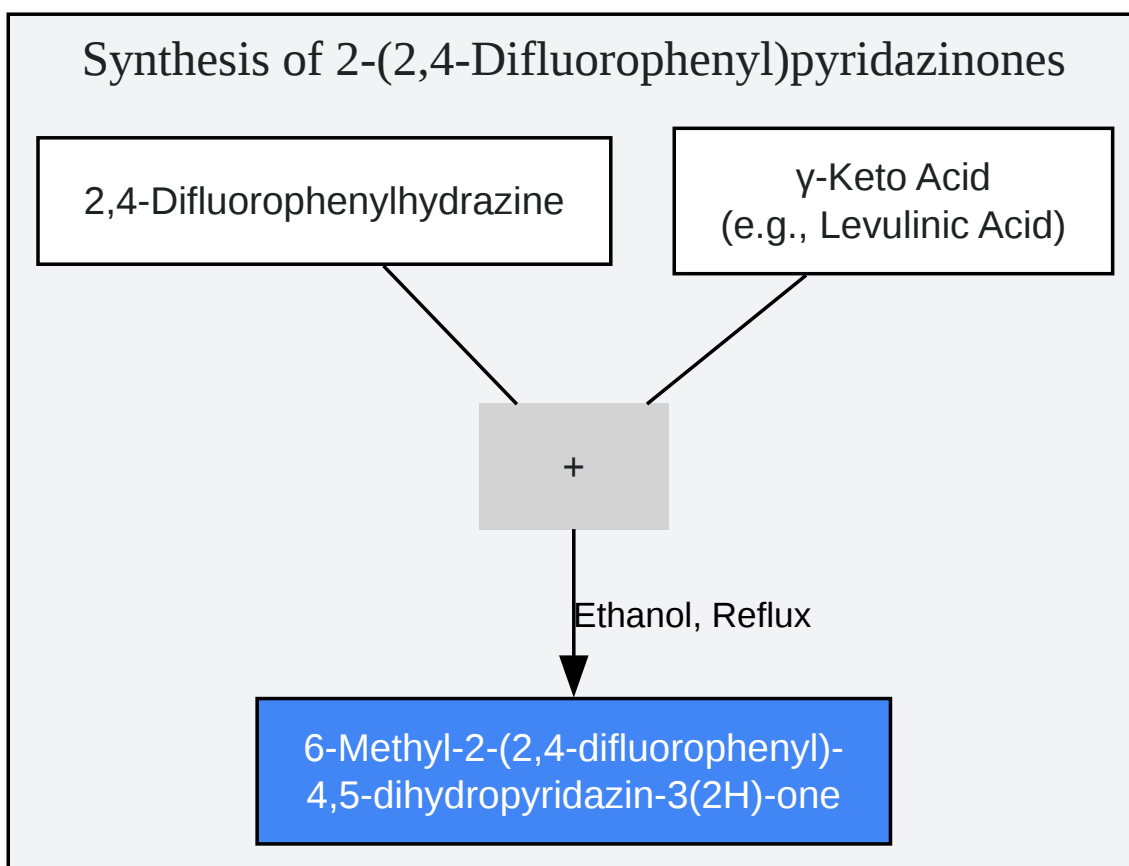 Synthesis of 2-(2,4-Difluorophenyl)pyridazinones
2,4-Difluorophenylhydrazine
γ-Keto Acid
(e.g., Levulinic Acid)
+
Ethanol, Reflux
6-Methyl-2-(2,4-difluorophenyl)-
4,5-dihydropyridazin-3(2H)-one